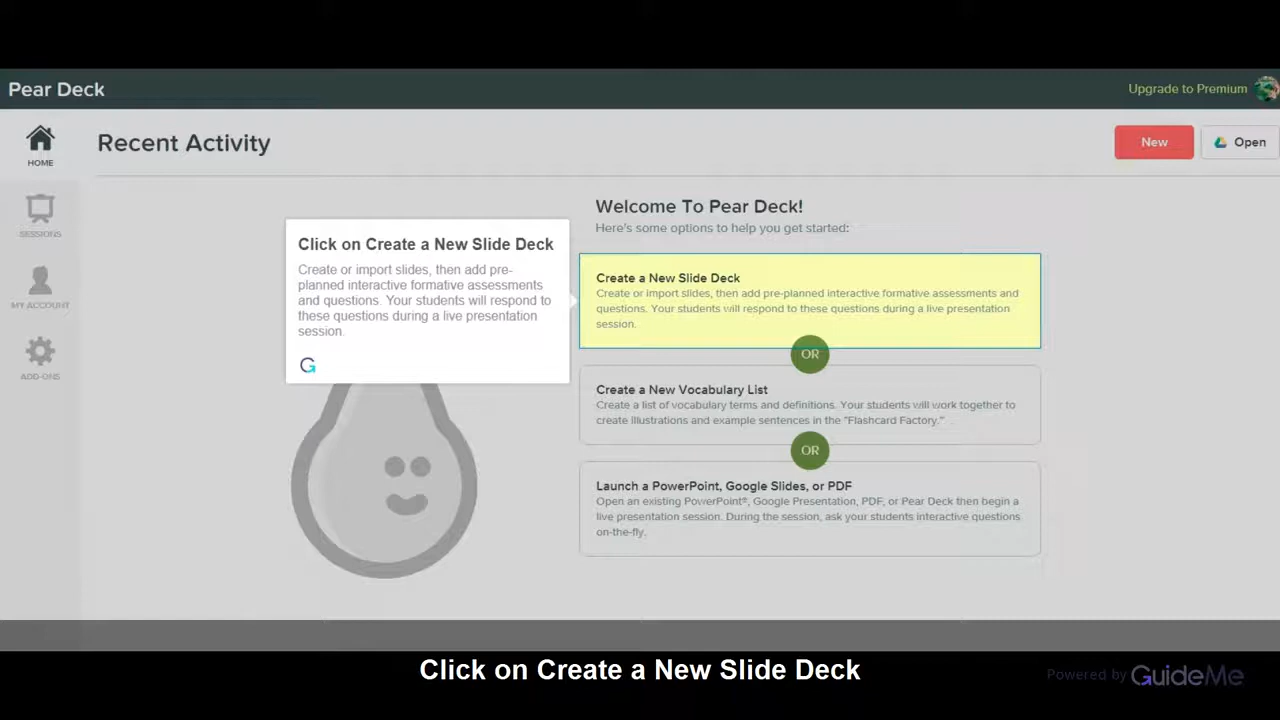 Pear Deck
Upgrade to Premium
HOME
Recent Activity
New
Open
SESSIONS
MY ACCOUNT
ADD-ONS
Click on Create a New Slide Deck
Create or import slides, then add pre-
planned interactive formative assessments
and questions. Your students will respond to
these questions during a live presentation
session.
Welcome To Pear Deck!
Here's some options to help you get started:
Create a New Slide Deck
Create or import slides, then add pre-planned interactive formative assessments and
questions. Your students will respond to these questions during a live presentation
session.
OR
Create a New Vocabulary List
Create a list of vocabulary terms and definitions. Your students will work together to
create illustrations and example sentences in the "Flashcard Factory."
OR
Launch a PowerPoint, Google Slides, or PDF
Open an existing PowerPoint®, Google Presentation, PDF, or Pear Deck then begin a
live presentation session. During the session, ask your students interactive questions
on-the-fly.
Click on Create a New Slide Deck
Powered by GuideMe